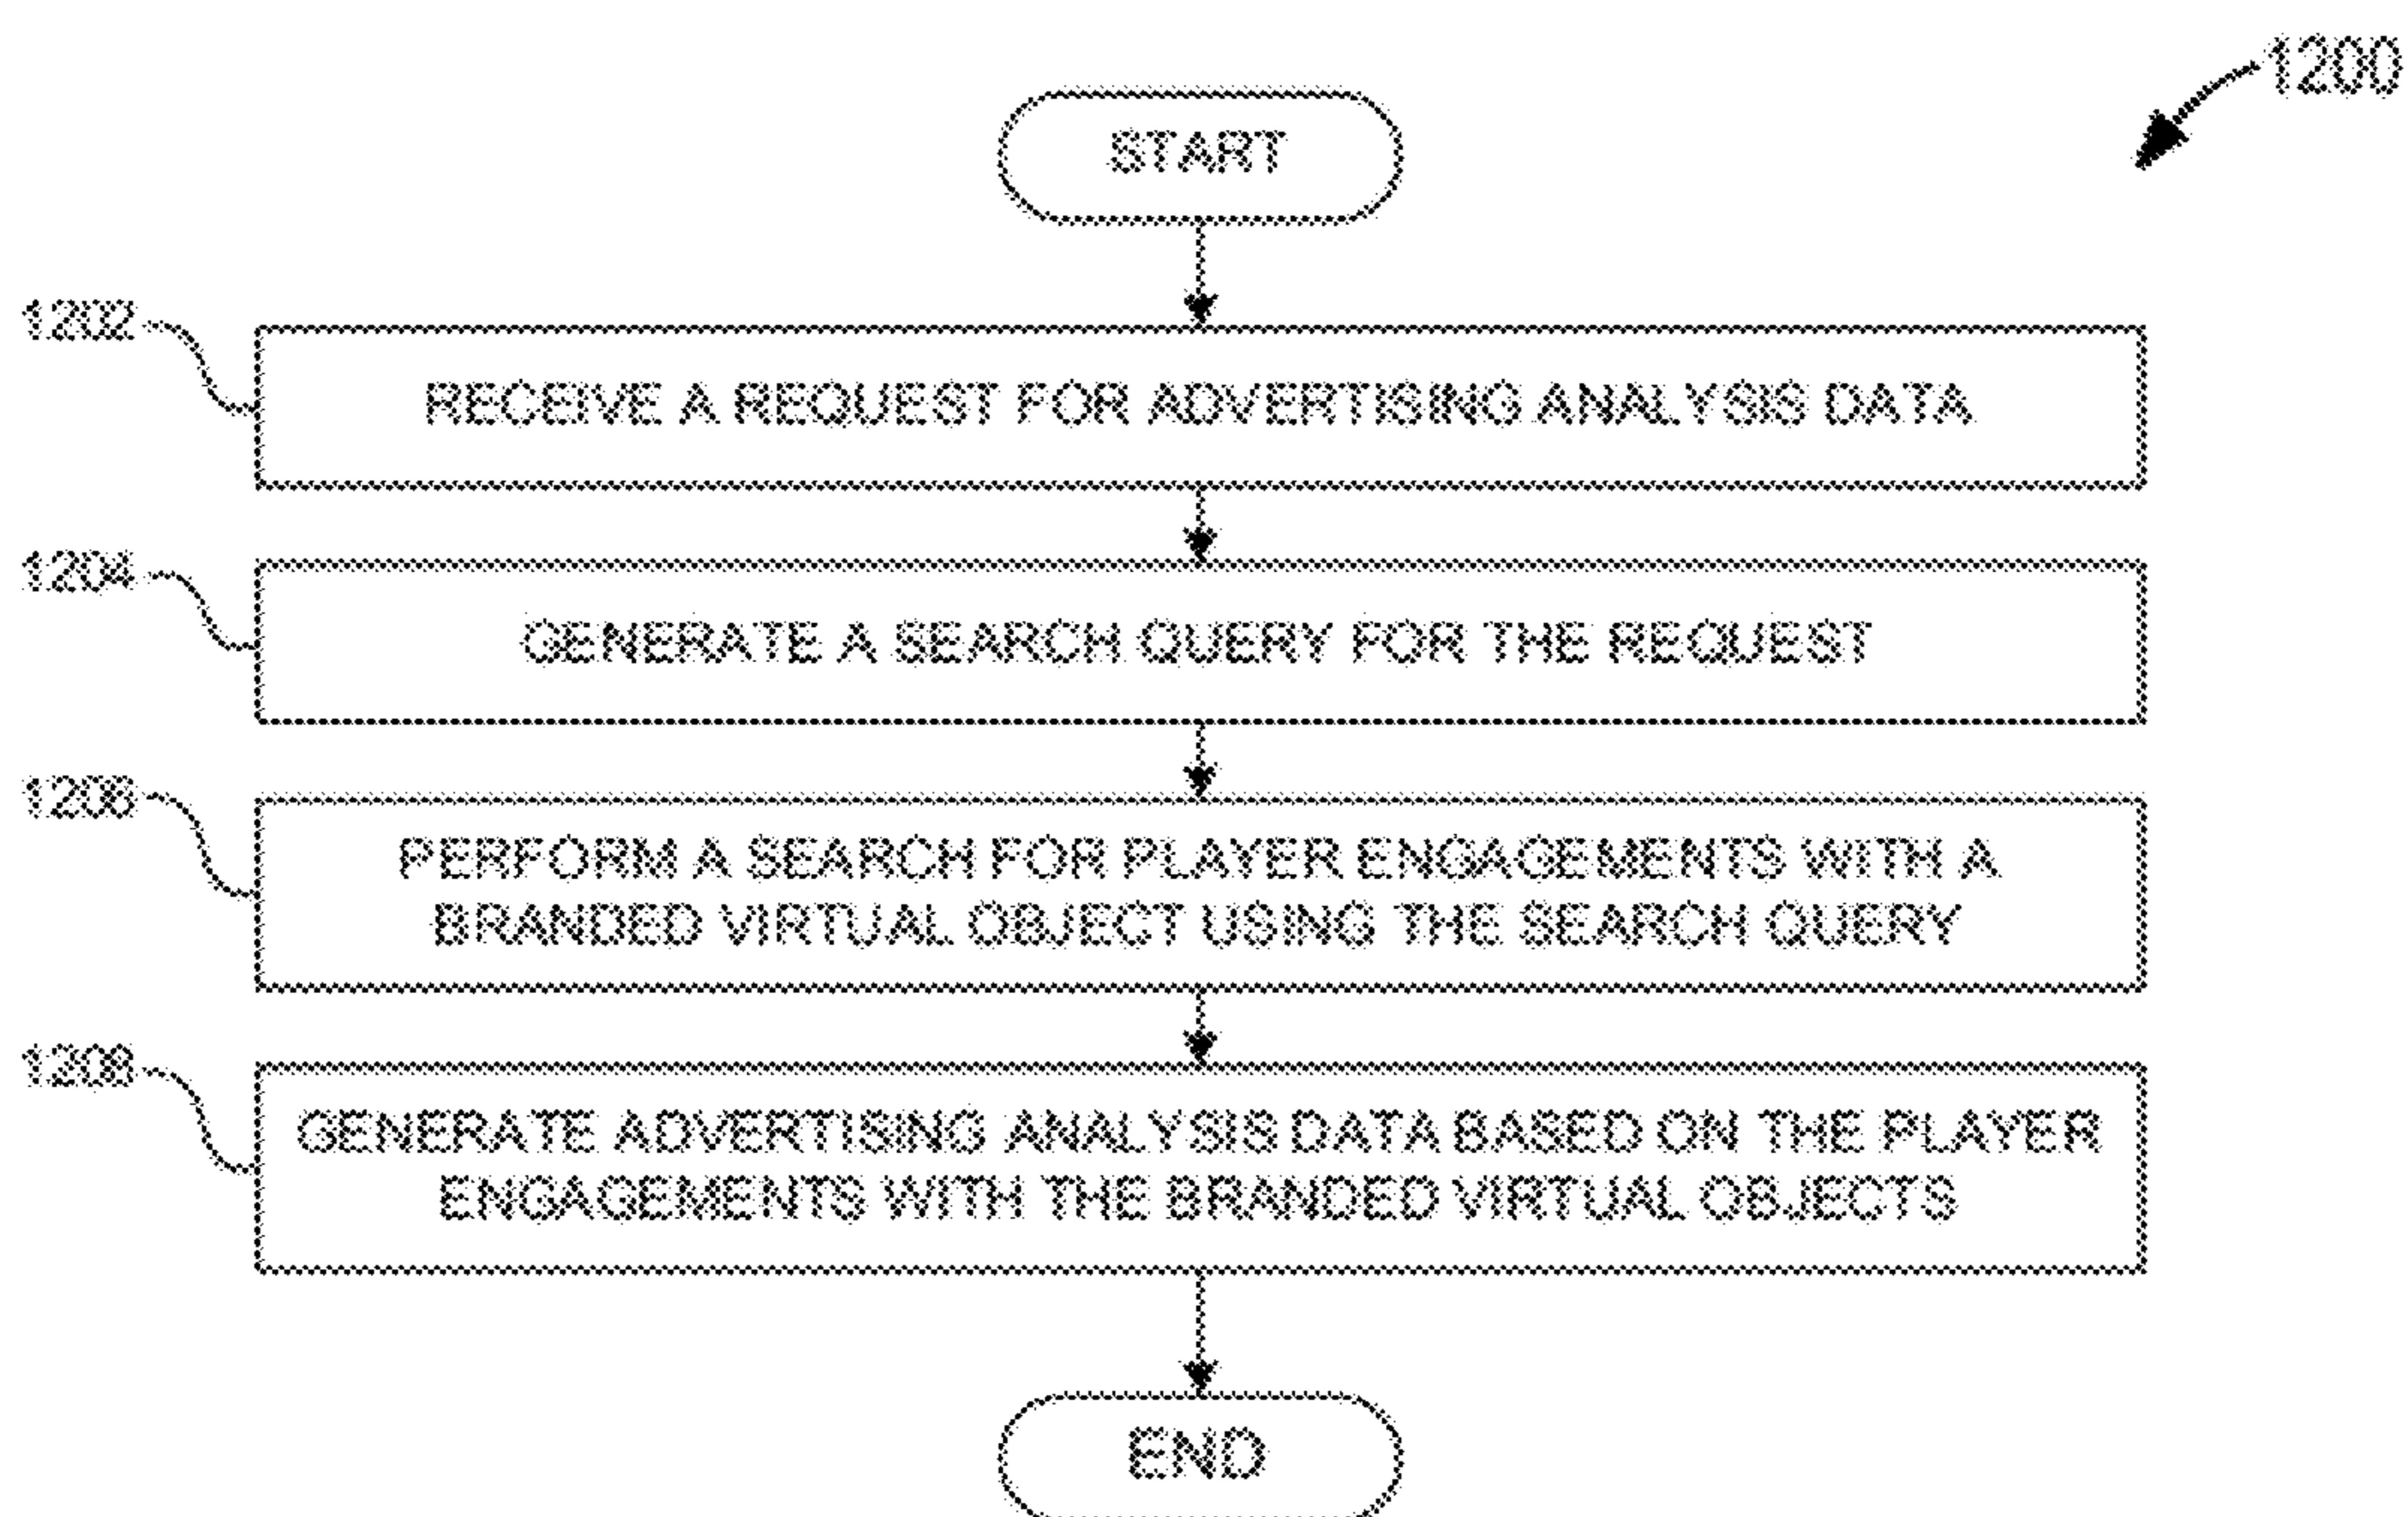 1200
START
1202
RECEIVE A REQUEST FOR ADVERTISING ANALYSIS DATA
1204
GENERATE A SEARCH QUERY FOR THE REQUEST
1206
PERFORM A SEARCH FOR PLAYER ENGAGEMENTS WITH A
BRANDED VIRTUAL OBJECT USING THE SEARCH QUERY
1208
GENERATE ADVERTISING ANALYSIS DATA BASED ON THE PLAYER
ENGAGEMENTS WITH THE BRANDED VIRTUAL OBJECTS
END